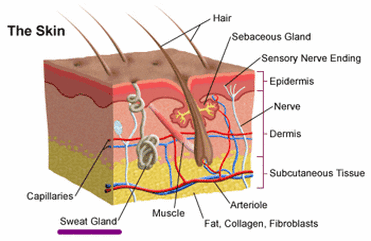 Hair
The Skin
Sebaceous Gland
Sensory Nerve Ending
Epidermis
Nerve
Dermis
Subcutaneous Tissue
Capillaries
Arteriole
Muscle
Sweat Gland
Fat, Collagen, Fibroblasts